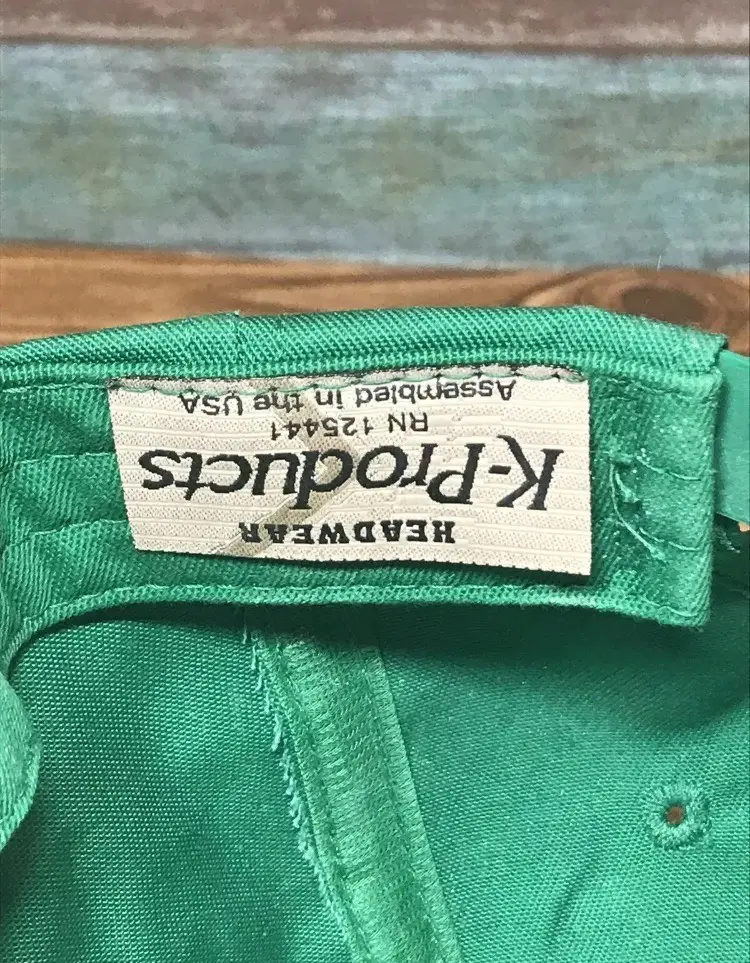 HEADWEAR
K-Products
RN 125441
Assembled in the USA